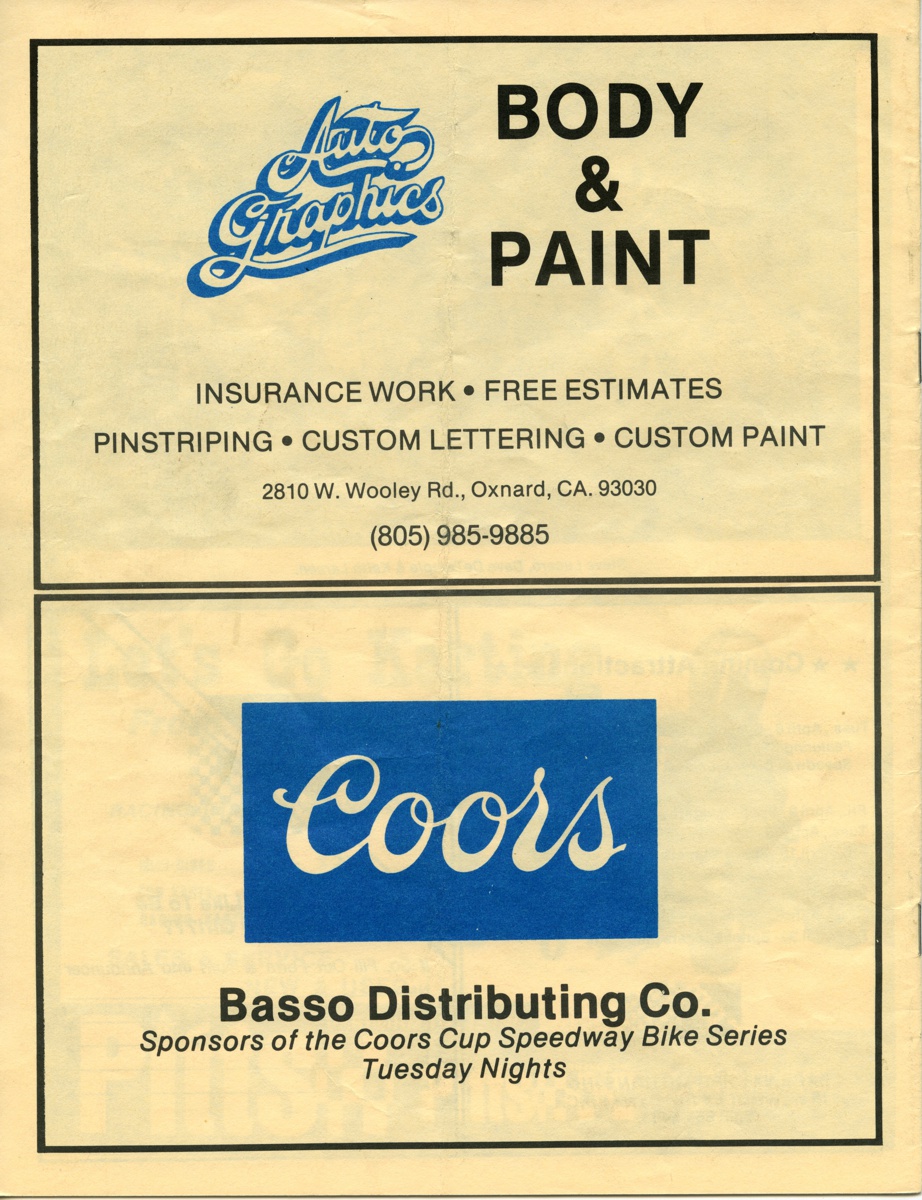 Auto
Graphics
BODY
&
PAINT
INSURANCE WORK • FREE ESTIMATES
PINSTRIPING • CUSTOM LETTERING • CUSTOM PAINT
2810 W. Wooley Rd., Oxnard, CA. 93030
(805) 985-9885
Coors
Basso Distributing Co.
Sponsors of the Coors Cup Speedway Bike Series
Tuesday Nights